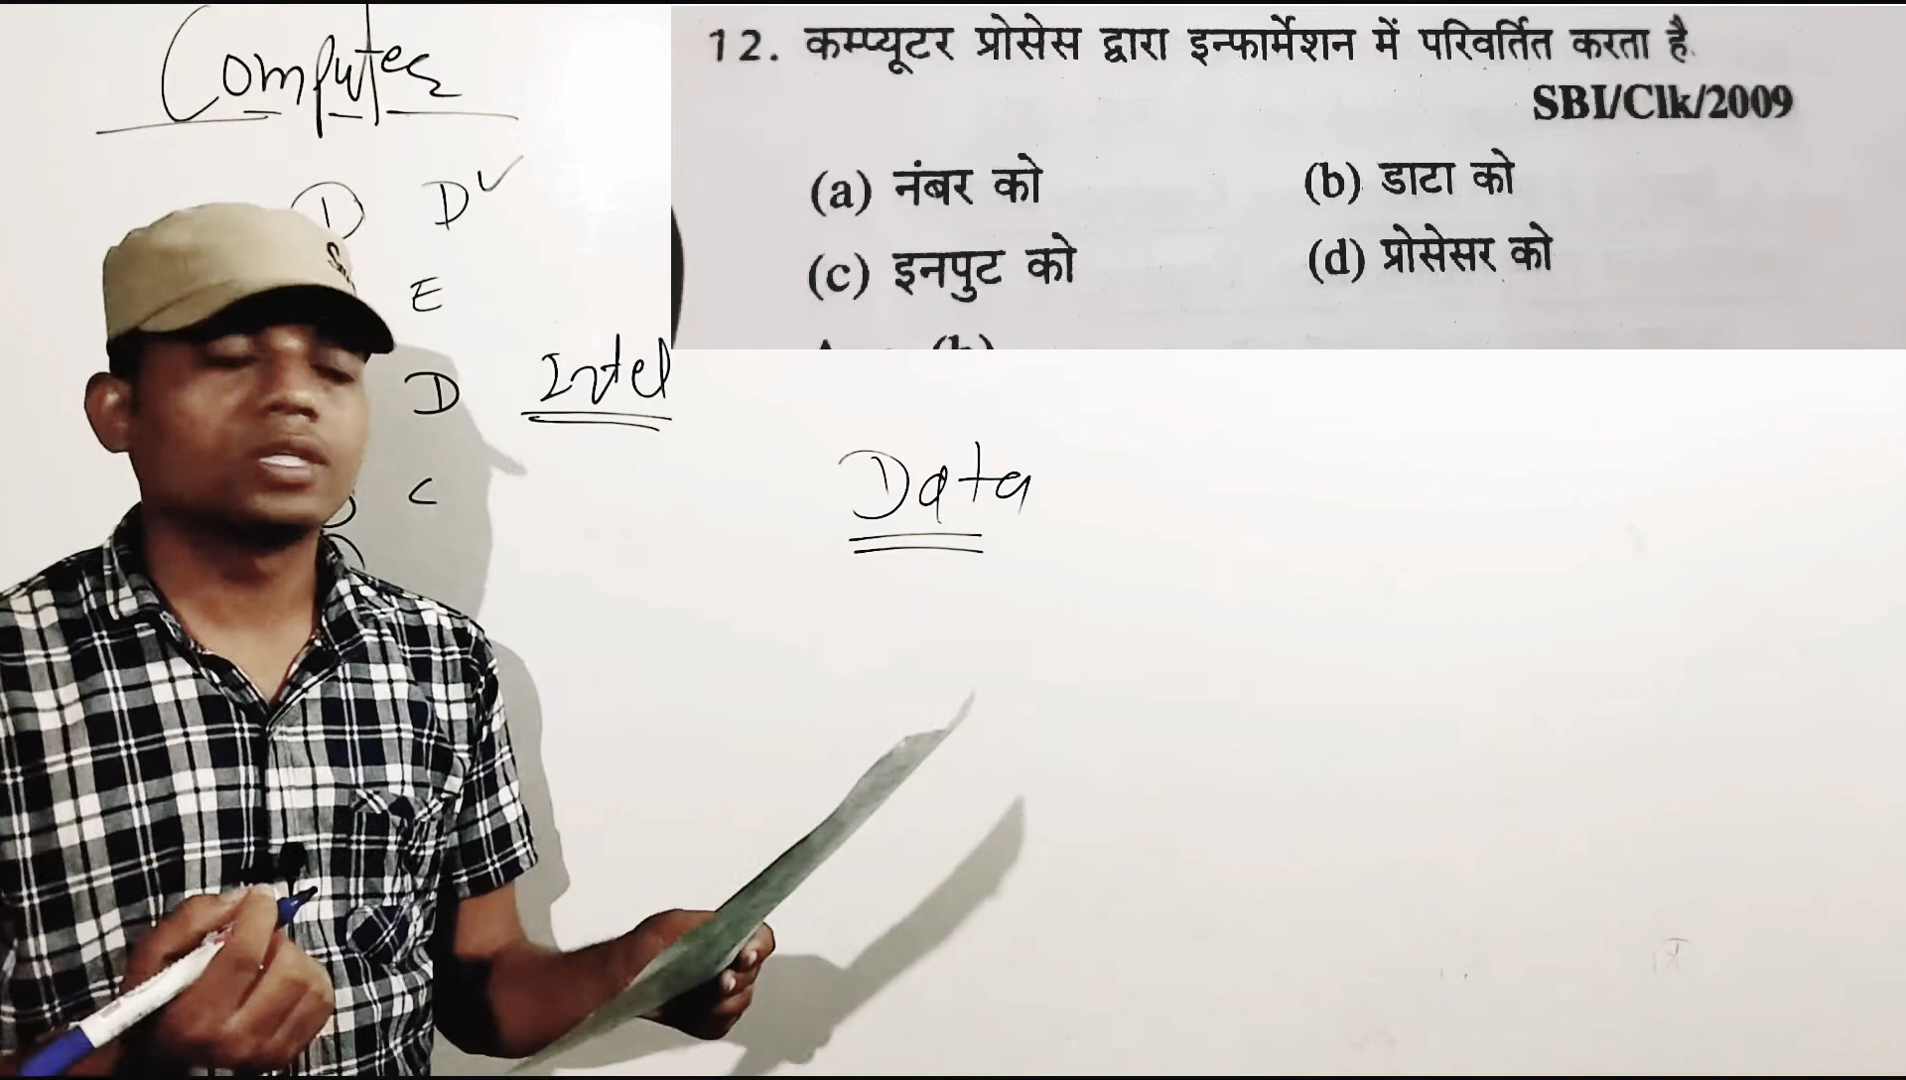 Computer
D D✓
E
D Intel
C
12. कम्प्यूटर प्रोसेस द्वारा इन्फार्मेशन में परिवर्तित करता है.
SBI/Clk/2009
(a) नंबर को (b) डाटा को
(c) इनपुट को (d) प्रोसेसर को
Data